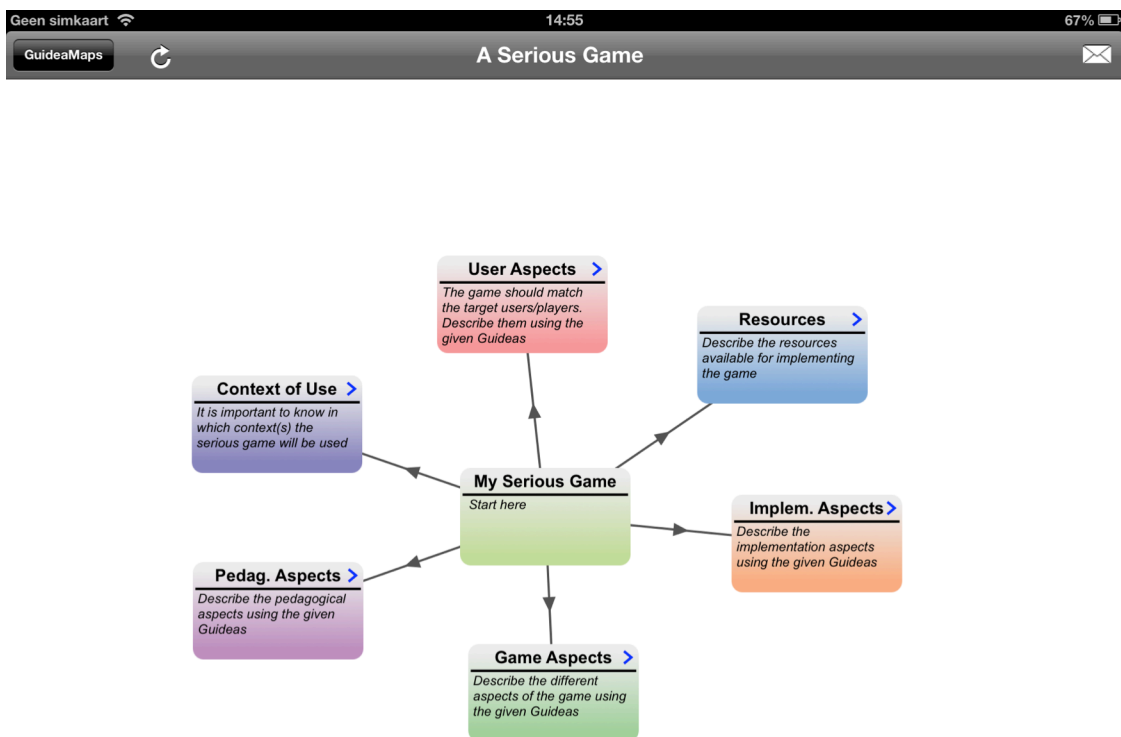 Geen simkaart 14:55 67%
GuideaMaps A Serious Game
User Aspects
The game should match
the target users/players.
Describe them using the
given Guideas
Resources
Describe the resources
available for implementing
the game
Context of Use
It is important to know in
which context(s) the
serious game will be used
My Serious Game
Start here
Implem. Aspects
Describe the
implementation aspects
using the given Guideas
Pedag. Aspects
Describe the pedagogical
aspects using the given
Guideas
Game Aspects
Describe the different
aspects of the game using
the given Guideas